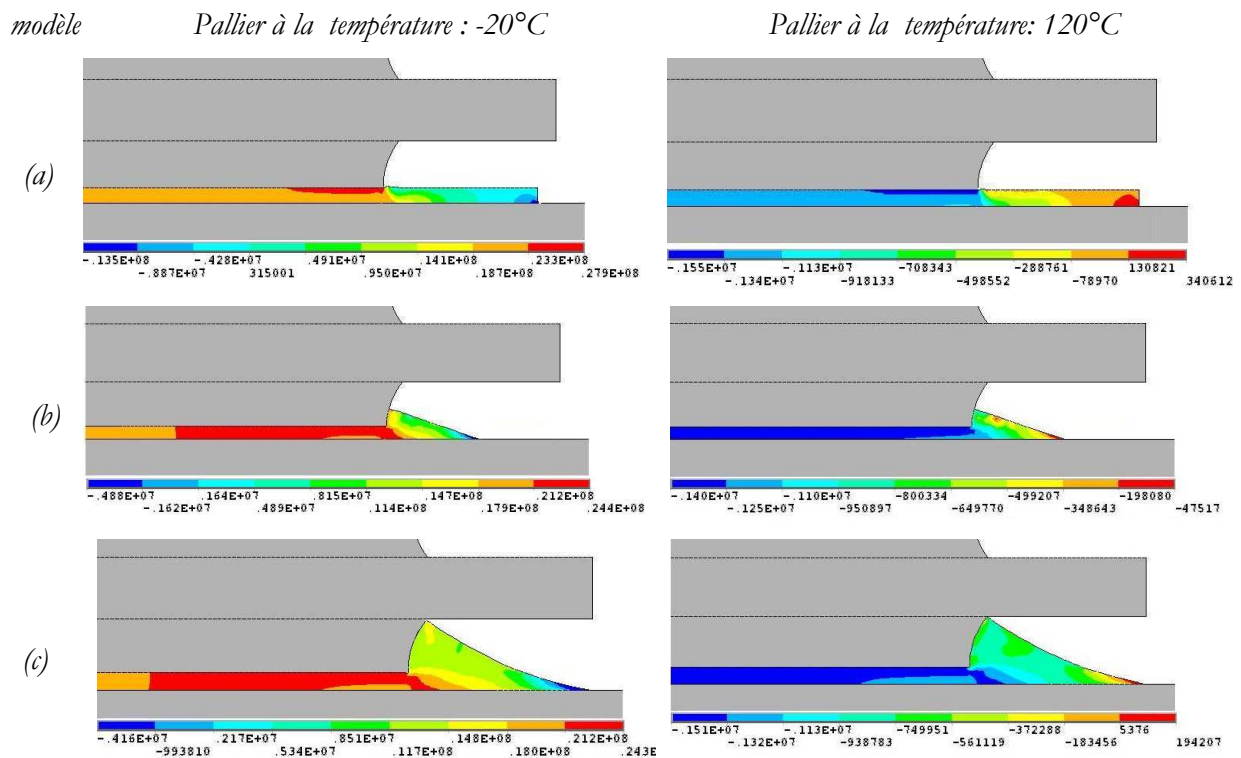 modèle Pallier à la température : -20°C Pallier à la température: 120°C
(a)
-.135E+08 -.428E+07 .491E+07 .141E+08 .233E+08
-.887E+07 315001 .950E+07 .187E+08 .279E+08
-.155E+07 -.113E+07 -708343 -288761 130821
-.134E+07 -918133 -498552 -78970 340612
(b)
-.488E+07 .164E+07 .815E+07 .147E+08 .212E+08
-.162E+07 .489E+07 .114E+08 .179E+08 .244E+08
-.140E+07 -.110E+07 -800334 -499207 -198080
-.125E+07 -950897 -649770 -348643 -47517
(c)
-.416E+07 .217E+07 .851E+07 .148E+08 .212E+08
-993810 .534E+07 .117E+08 .180E+08 .243E
-.151E+07 -.113E+07 -749951 -372288 5376
-.132E+07 -938783 -561119 -183456 194207